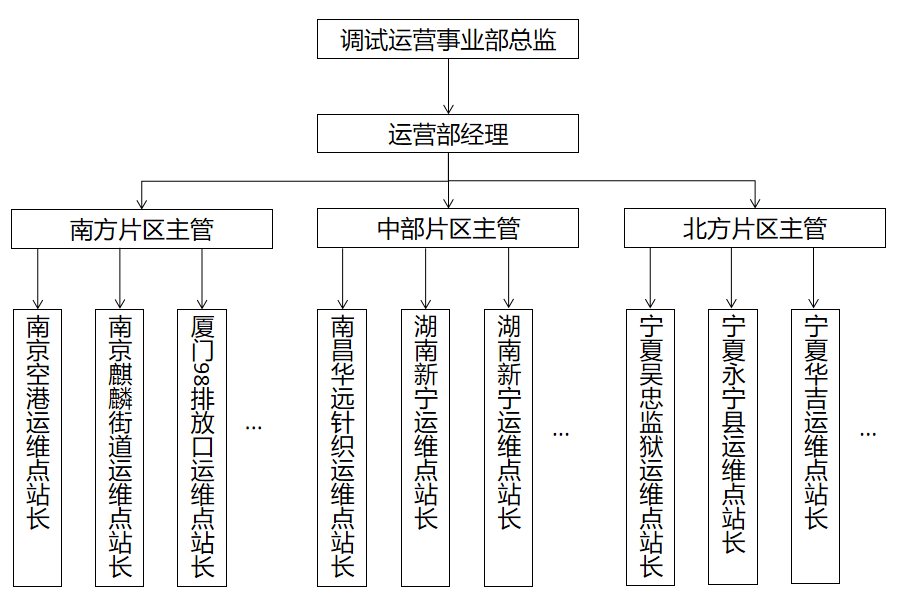 调试运营事业部总监
运营部经理
南方片区主管
中部片区主管
北方片区主管
南京空港运维点站长
南京麒麟街道运维点站长
厦门98排放口运维点站长
...
南昌华远针织运维点站长
湖南新宁运维点站长
湖南新宁运维点站长
...
宁夏吴忠监狱运维点站长
宁夏永宁县运维点站长
宁夏华吉运维点站长
...